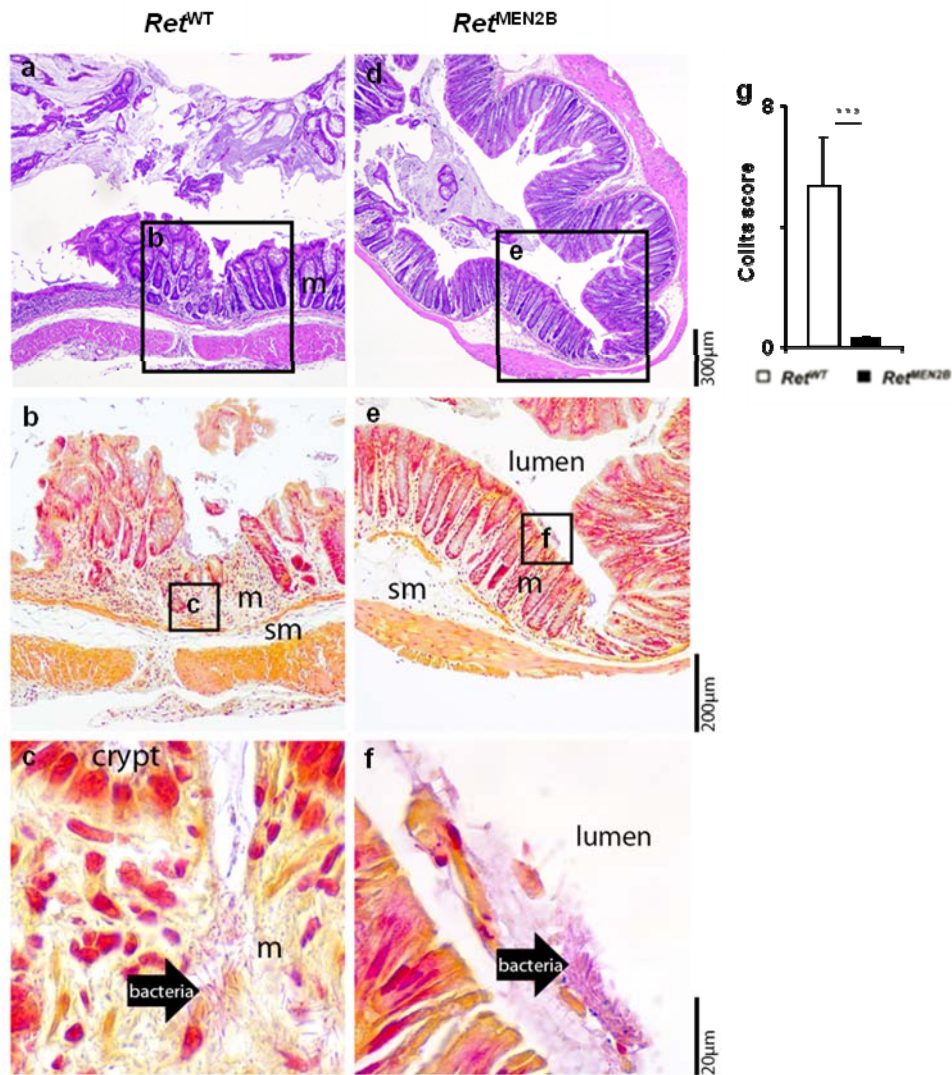 Ret^WT Ret^MEN2B
a d g
8
***
b e
m
Colits score
0
300µm
Ret^WT Ret^MEN2B
b e
lumen
f
m
c m
sm
sm
200µm
c crypt f
lumen
m
bacteria
bacteria
20µm